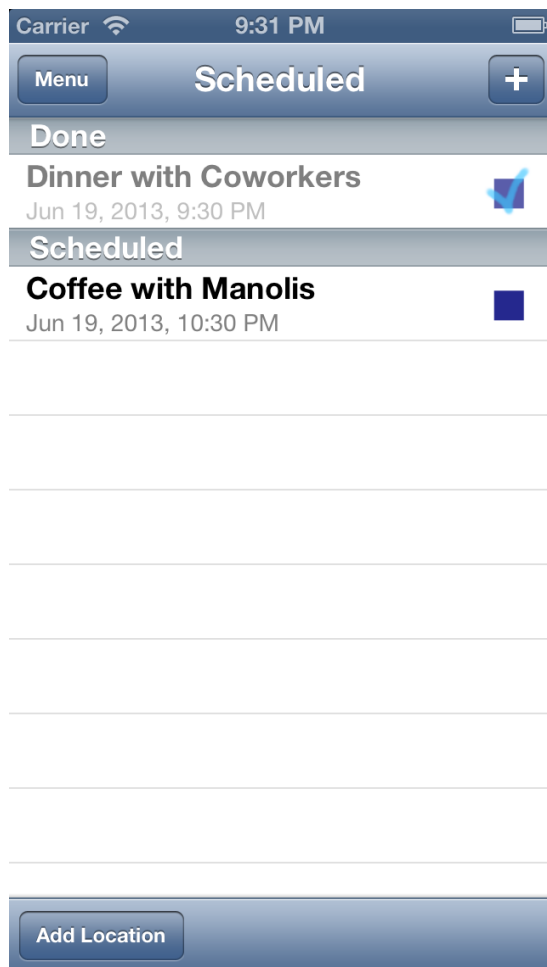 Carrier 9:31 PM
Menu Scheduled +
Done
Dinner with Coworkers
Jun 19, 2013, 9:30 PM
Scheduled
Coffee with Manolis
Jun 19, 2013, 10:30 PM
Add Location